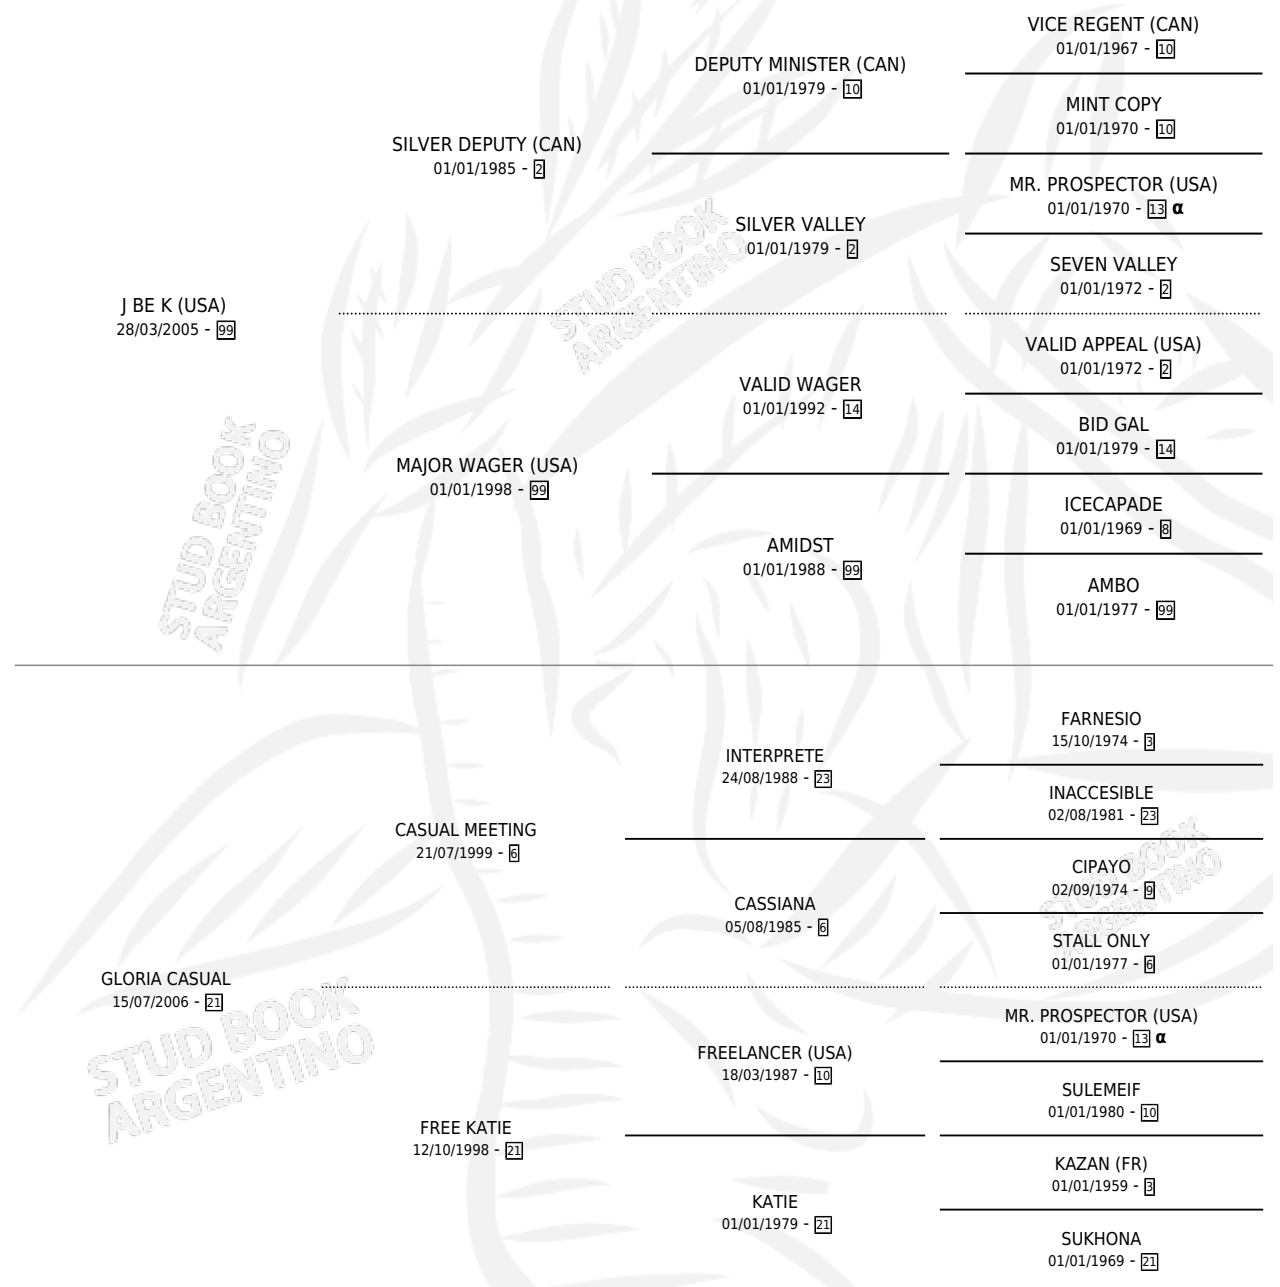 VICE REGENT (CAN)
01/01/1967 - 10
DEPUTY MINISTER (CAN)
01/01/1979 - 10
MINT COPY
01/01/1970 - 10
SILVER DEPUTY (CAN)
01/01/1985 - 2
MR. PROSPECTOR (USA)
01/01/1970 - 13 α
SILVER VALLEY
01/01/1979 - 2
SEVEN VALLEY
01/01/1972 - 2
J BE K (USA)
28/03/2005 - 99
VALID APPEAL (USA)
01/01/1972 - 2
VALID WAGER
01/01/1992 - 14
BID GAL
01/01/1979 - 14
MAJOR WAGER (USA)
01/01/1998 - 99
ICECAPADE
01/01/1969 - 8
AMIDST
01/01/1988 - 99
AMBO
01/01/1977 - 99
FARNESIO
15/10/1974 - 3
INTERPRETE
24/08/1988 - 23
INACCESIBLE
02/08/1981 - 23
CASUAL MEETING
21/07/1999 - 6
CIPAYO
02/09/1974 - 9
CASSIANA
05/08/1985 - 6
STALL ONLY
01/01/1977 - 6
GLORIA CASUAL
15/07/2006 - 21
MR. PROSPECTOR (USA)
01/01/1970 - 13 α
FREELANCER (USA)
18/03/1987 - 10
SULEMEIF
01/01/1980 - 10
FREE KATIE
12/10/1998 - 21
KAZAN (FR)
01/01/1959 - 3
KATIE
01/01/1979 - 21
SUKHONA
01/01/1969 - 21
STUD BOOK
ARGENTINO
STUD BOOK
ARGENTINO
STUD BOOK
ARGENTINO
STUD BOOK
ARGENTINO